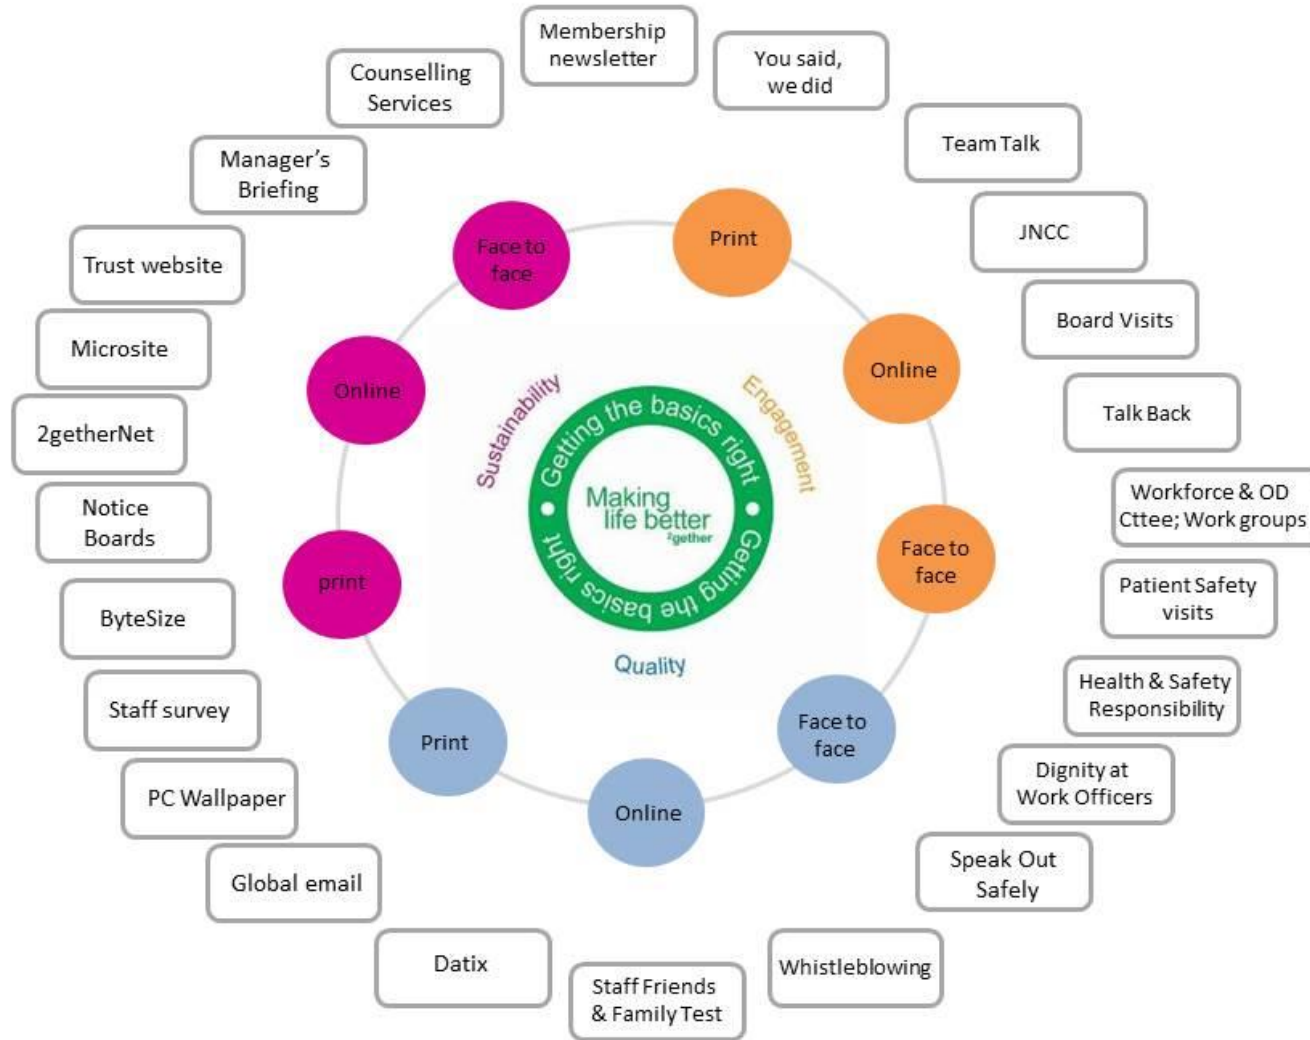 Membership
newsletter
You said,
we did
Counselling
Services
Team Talk
Manager's
Briefing
JNCC
Trust website
Board Visits
Microsite
Talk Back
2getherNet
Workforce & OD
Cttee; Work groups
Notice
Boards
Patient Safety
visits
ByteSize
Health & Safety
Responsibility
Staff survey
Dignity at
Work Officers
PC Wallpaper
Speak Out
Safely
Global email
Datix
Staff Friends
& Family Test
Whistleblowing
Face to
face
Print
Online
Online
print
Face to
face
Print
Face to
face
Online
Sustainability
Engagement
Quality
Getting the basics right
Getting the basics right
Making
life better
2gether